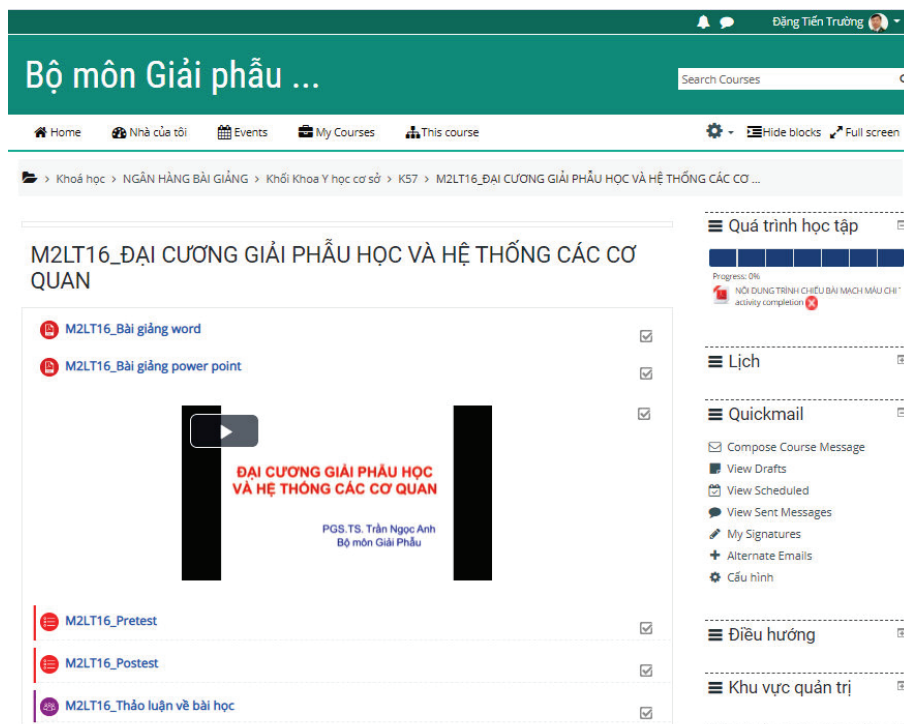 Đặng Tiến Trường
Bộ môn Giải phẫu ...
Search Courses
Home Nhà của tôi Events My Courses This course
Hide blocks Full screen
> Khoá học > NGÂN HÀNG BÀI GIẢNG > Khối Khoa Y học cơ sở > K57 > M2LT16_ĐẠI CƯƠNG GIẢI PHẪU HỌC VÀ HỆ THỐNG CÁC CƠ ...
M2LT16_ĐẠI CƯƠNG GIẢI PHẪU HỌC VÀ HỆ THỐNG CÁC CƠ
QUAN
M2LT16_Bài giảng word
M2LT16_Bài giảng power point
ĐẠI CƯƠNG GIẢI PHẪU HỌC
VÀ HỆ THỐNG CÁC CƠ QUAN
PGS.TS. Trần Ngọc Anh
Bộ môn Giải Phẫu
M2LT16_Pretest
M2LT16_Postest
M2LT16_Thảo luận về bài học
Quá trình học tập
Progress: 0%
NỘI DUNG TRÌNH CHIẾU BÀI MẠCH MÁU CHI
activity completion
Lịch
Quickmail
Compose Course Message
View Drafts
View Scheduled
View Sent Messages
My Signatures
Alternate Emails
Cấu hình
Điều hướng
Khu vực quản trị